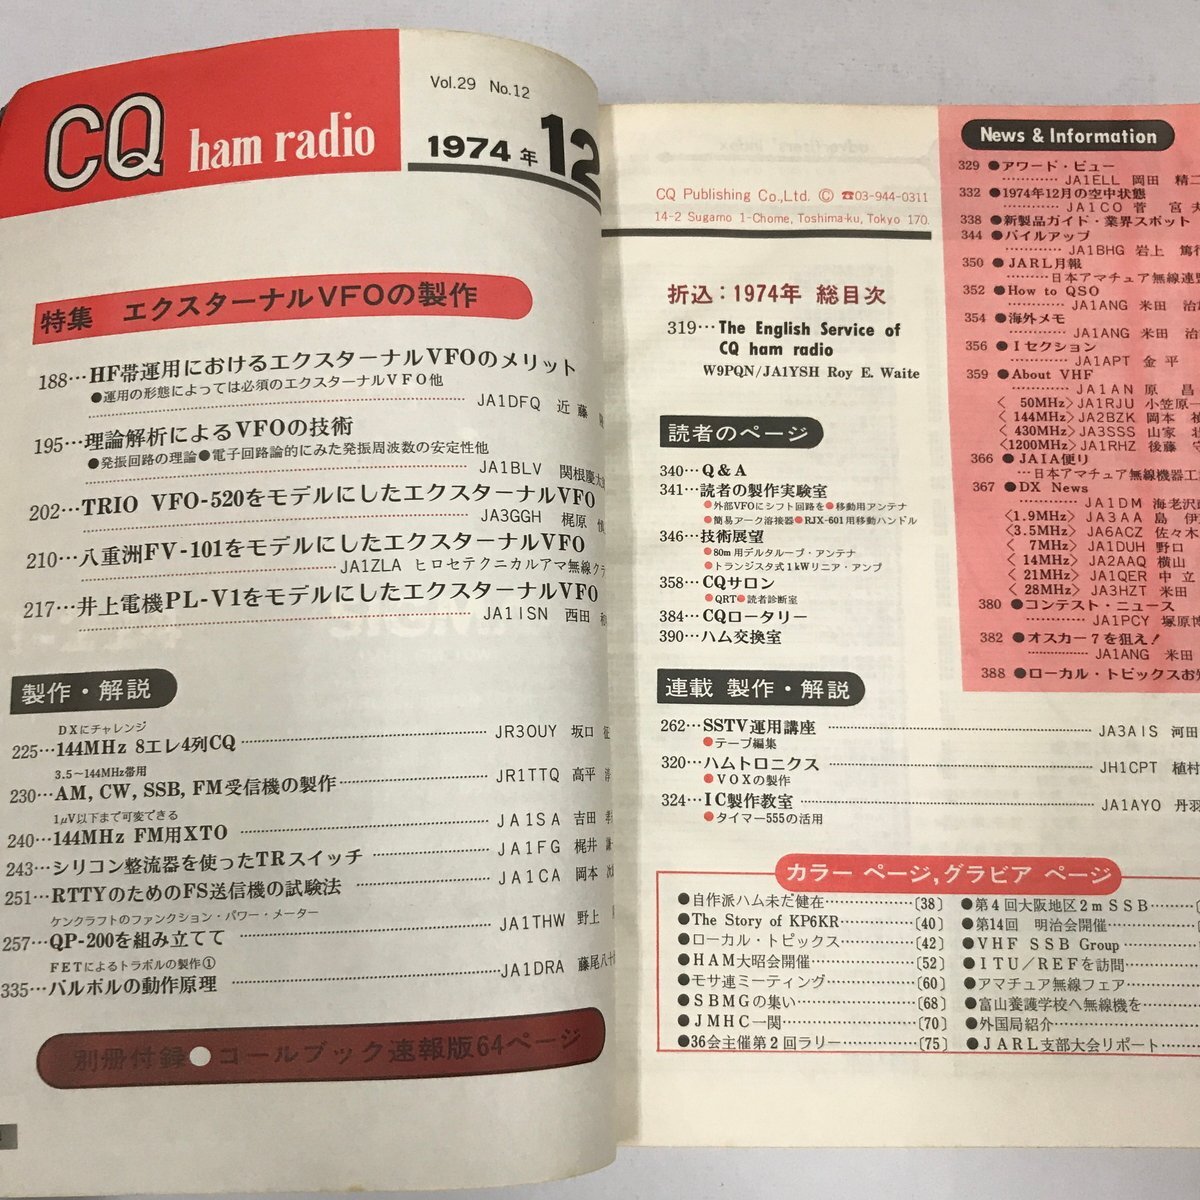 CQ ham radio
Vol.29 No.12
1974年 12
特集 エクスターナルVFOの製作
188…HF帯運用におけるエクスターナルVFOのメリット
●運用の形態によっては必須のエクスターナルVFO他
JA1DFQ 近藤
195…理論解析によるVFOの技術
●発振回路の理論●電子回路論的にみた発振周波数の安定性他
JA1BLV 関根慶太
202…TRIO VFO-520をモデルにしたエクスターナルVFO
JA3GGH 梶原
210…八重洲FV-101をモデルにしたエクスターナルVFO
JA1ZLA ヒロセテクニカルアマ無線クラ
217…井上電機PL-V1をモデルにしたエクスターナルVFO
JA1ISN 西田
製作・解説
DXにチャレンジ
225…144MHz 8エレ4列CQ JR3OUY 坂口
3.5〜144MHz帯用
230…AM, CW, SSB, FM受信機の製作 JR1TTQ 高平
1μV以下まで可変できる
240…144MHz FM用XTO JA1SA 吉田
243…シリコン整流器を使ったTRスイッチ JA1FG 梶井
251…RTTYのためのFS送信機の試験法 JA1CA 岡本
ケンクラフトのファンクション・パワー・メーター
257…QP-200を組み立てて JA1THW 野上
FETによるトラボルの製作①
335…バルボルの動作原理 JA1DRA 藤尾八十
別冊付録●コールブック速報版64ページ
CQ Publishing Co.,Ltd. © ☎03-944-0311
14-2 Sugamo 1-Chome, Toshima-ku, Tokyo 170.
折込：1974年 総目次
319…The English Service of
CQ ham radio
W9PQN/JA1YSH Roy E. Waite
読者のページ
340…Q&A
341…読者の製作実験室
●外部VFOにシフト回路を●移動用アンテナ
●簡易アーク溶接器●RJX-601用移動ハンドル
346…技術展望
●80m用デルタループ・アンテナ
●トランジスタ式1kWリニア・アンプ
358…CQサロン
●QRT●読者診断室
384…CQロータリー
390…ハム交換室
連載 製作・解説
262…SSTV運用講座 JA3AIS 河田
●テープ編集
320…ハムトロニクス JH1CPT 植村
●VOXの製作
324…IC製作教室 JA1AYO 丹羽
●タイマー555の活用
News & Information
329 ●アワード・ビュー
JA1ELL 岡田 精二
332 ●1974年12月の空中状態
JA1CO 菅 宮夫
338 ●新製品ガイド・業界スポット
344 ●パイルアップ
JA1BHG 岩上 篤行
350 ●JARL月報
日本アマチュア無線連盟
352 ●How to QSO
JA1ANG 米田 治
354 ●海外メモ
JA1ANG 米田 治
356 ●Iセクション
JA1APT 金平
359 ●About VHF
JA1AN 原 昌
〈 50MHz〉JA1RJU 小笠原一
〈 144MHz〉JA2BZK 岡本
〈 430MHz〉JA3SSS 山家
〈1200MHz〉JA1RHZ 後藤
366 ●JAIA便り
…日本アマチュア無線機器工
367 ●DX News
JA1DM 海老沢
〈1.9MHz〉JA3AA 島 伊
〈3.5MHz〉JA6ACZ 佐々木
〈 7MHz〉JA1DUH 野口
〈 14MHz〉JA2AAQ 横山
〈 21MHz〉JA1QER 中立
〈 28MHz〉JA3HZT 米田
380 ●コンテスト・ニュース
JA1PCY 塚原
382 ●オスカー7を狙え!
JA1ANG 米田
388 ●ローカル・トピックスお知
カラー ページ,グラビア ページ
●自作派ハム未だ健在〔38〕
●The Story of KP6KR〔40〕
●ローカル・トピックス〔42〕
●HAM大昭会開催〔52〕
●モサ連ミーティング〔60〕
●SBMGの集い〔68〕
●JMHC一関〔70〕
●36会主催第2回ラリー〔75〕
●第4回大阪地区2mSSB
●第14回 明治会開催
●VHF SSB Group
●ITU/REFを訪問
●アマチュア無線フェア
●富山養護学校へ無線機を
●外国局紹介
●JARL支部大会リポート